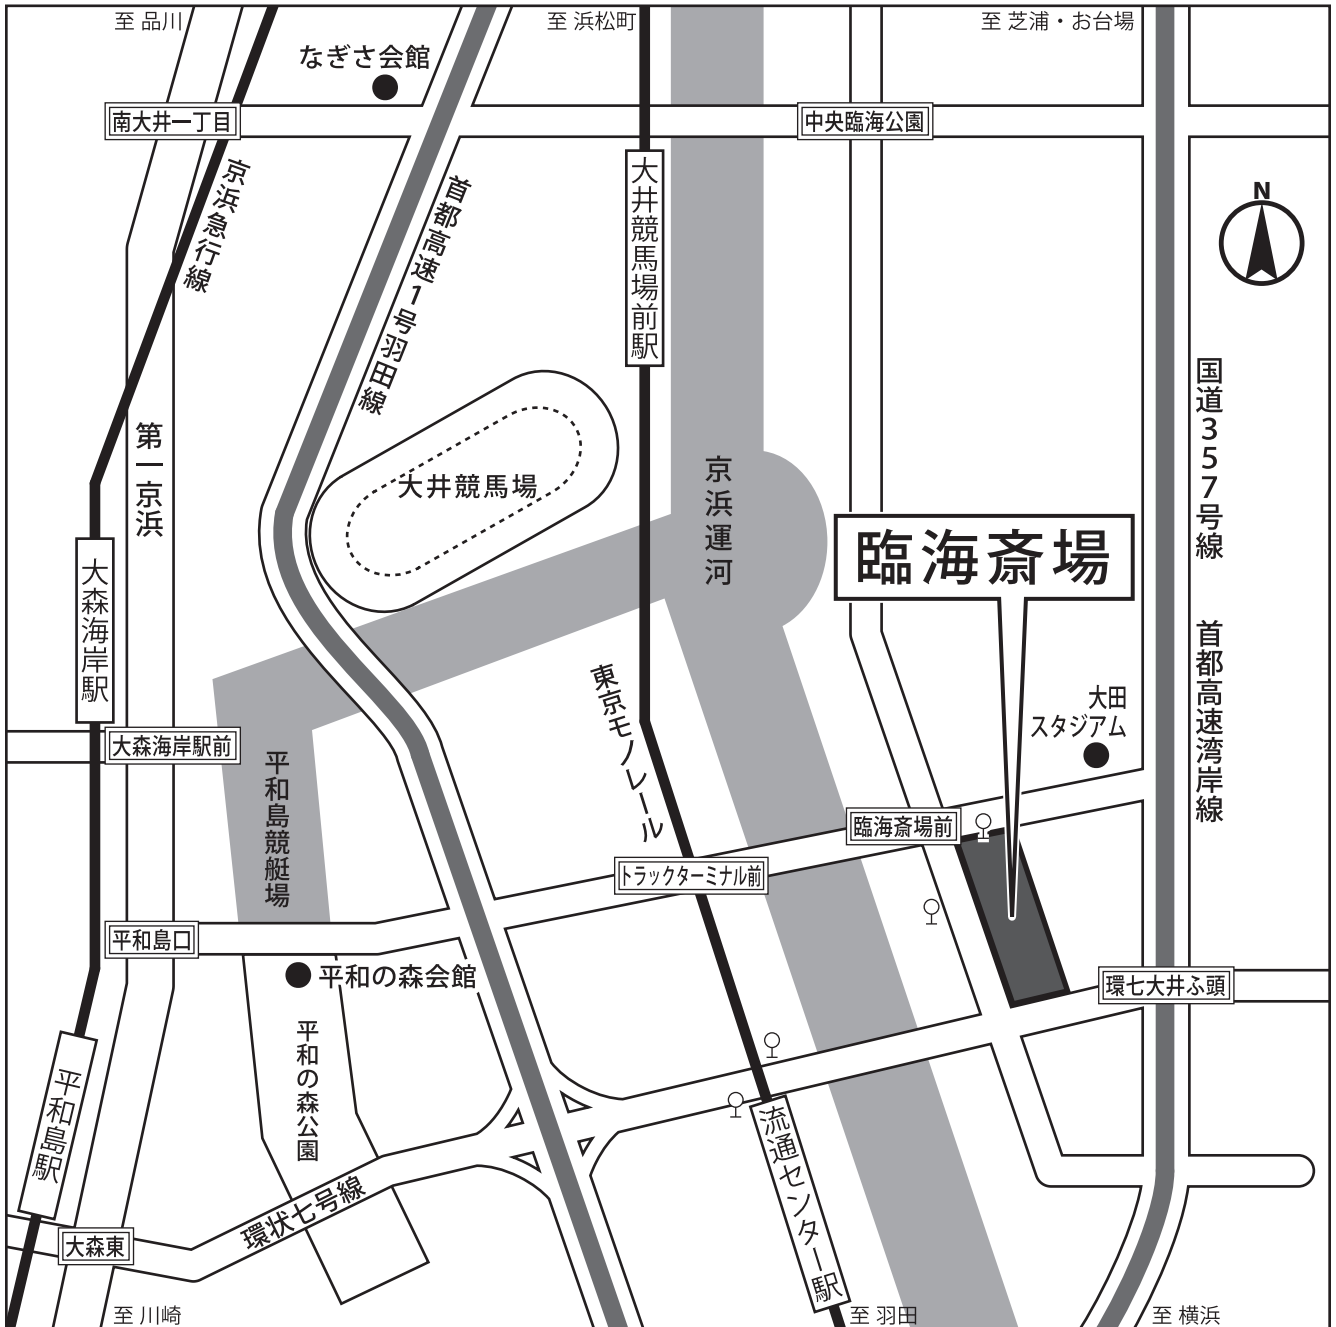 至 品川
至 浜松町
至 芝浦・お台場
なぎさ会館
南大井一丁目
中央臨海公園
京浜急行線
首都高速1号羽田線
大井競馬場前駅
N
国道357号線
第一京浜
大井競馬場
京浜運河
臨海斎場
大森海岸駅
首都高速湾岸線
東京モノレール
大田
スタジアム
大森海岸駅前
平和島競艇場
臨海斎場前
トラックターミナル前
平和島口
平和の森会館
環七大井ふ頭
平和の森公園
平和島駅
流通センター駅
環状七号線
大森東
至 川崎
至 羽田
至 横浜